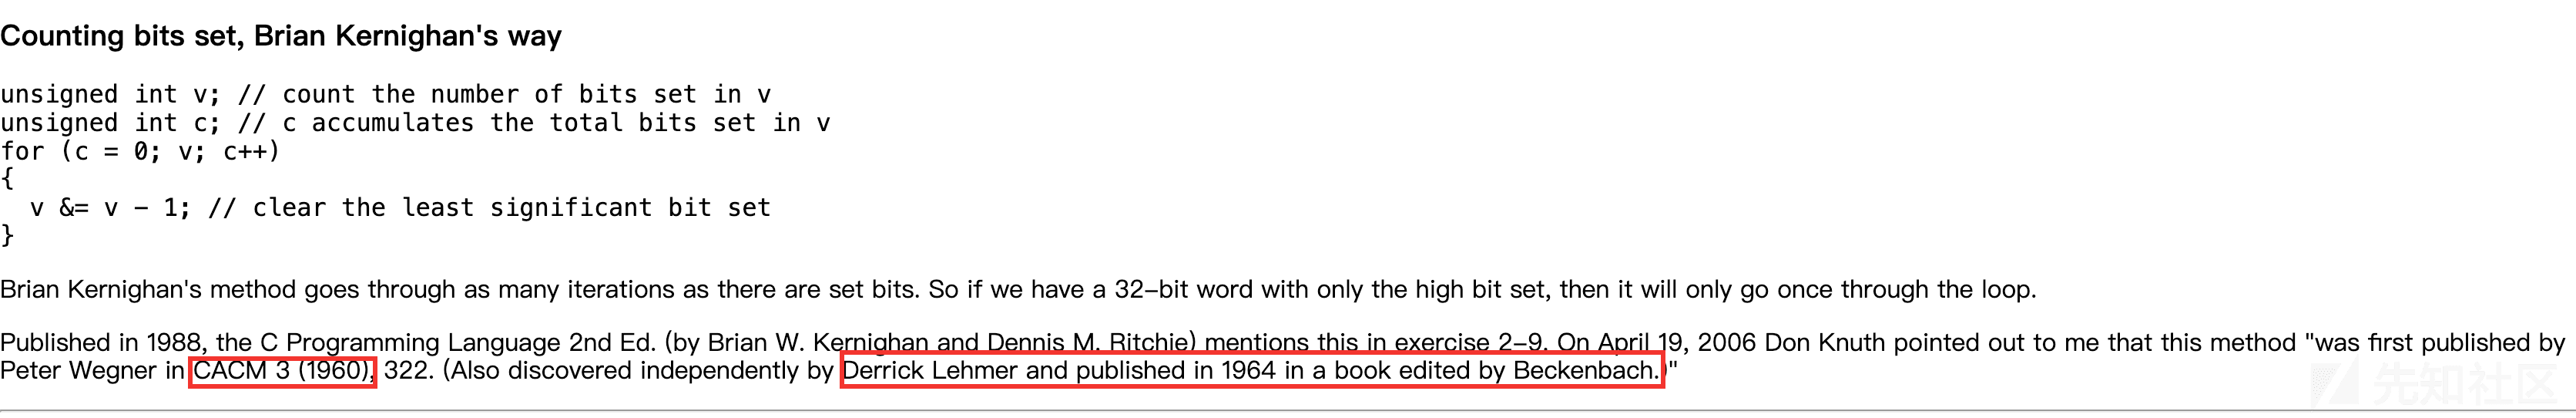 Counting bits set, Brian Kernighan's way
unsigned int v; // count the number of bits set in v
unsigned int c; // c accumulates the total bits set in v
for (c = 0; v; c++)
{
  v &= v - 1; // clear the least significant bit set
}
Brian Kernighan's method goes through as many iterations as there are set bits. So if we have a 32-bit word with only the high bit set, then it will only go once through the loop.
Published in 1988, the C Programming Language 2nd Ed. (by Brian W. Kernighan and Dennis M. Ritchie) mentions this in exercise 2-9. On April 19, 2006 Don Knuth pointed out to me that this method "was first published by
Peter Wegner in CACM 3 (1960), 322. (Also discovered independently by Derrick Lehmer and published in 1964 in a book edited by Beckenbach.)"
先知社区